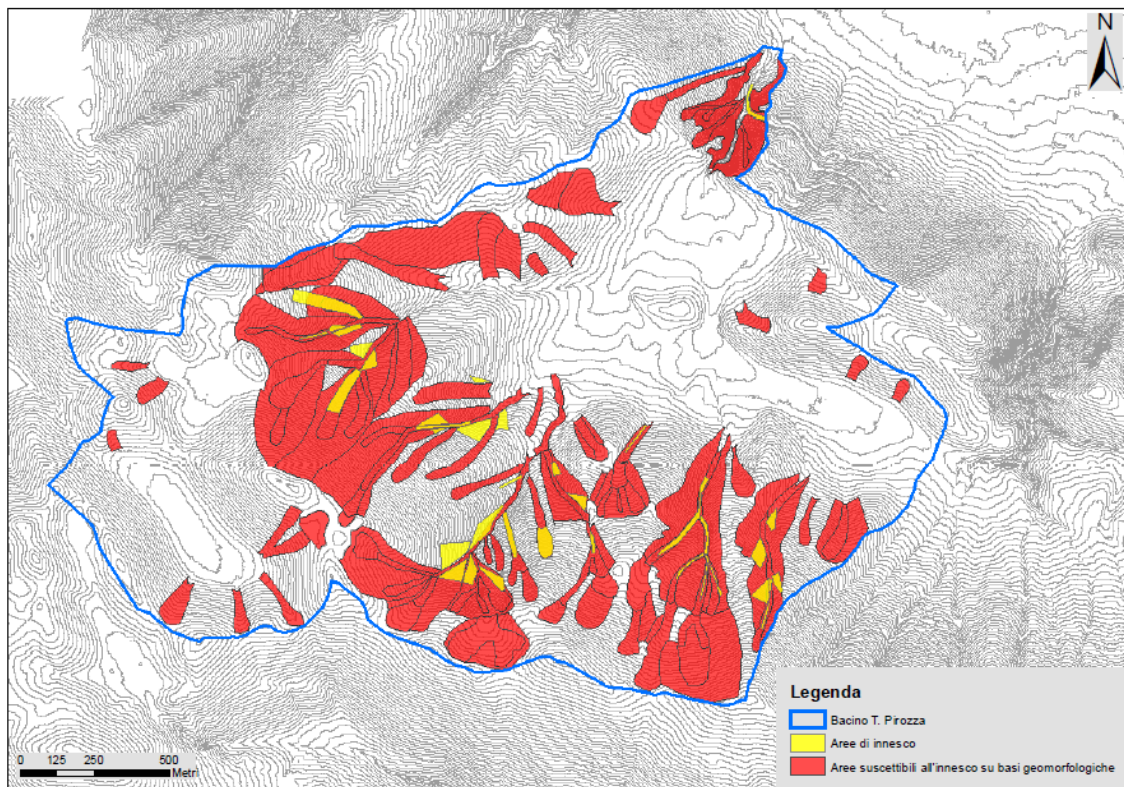 N
Legenda
Bacino T. Pirozza
Aree di innesco
Aree suscettibili all'innesco su basi geomorfologiche
0 125 250 500
Metri